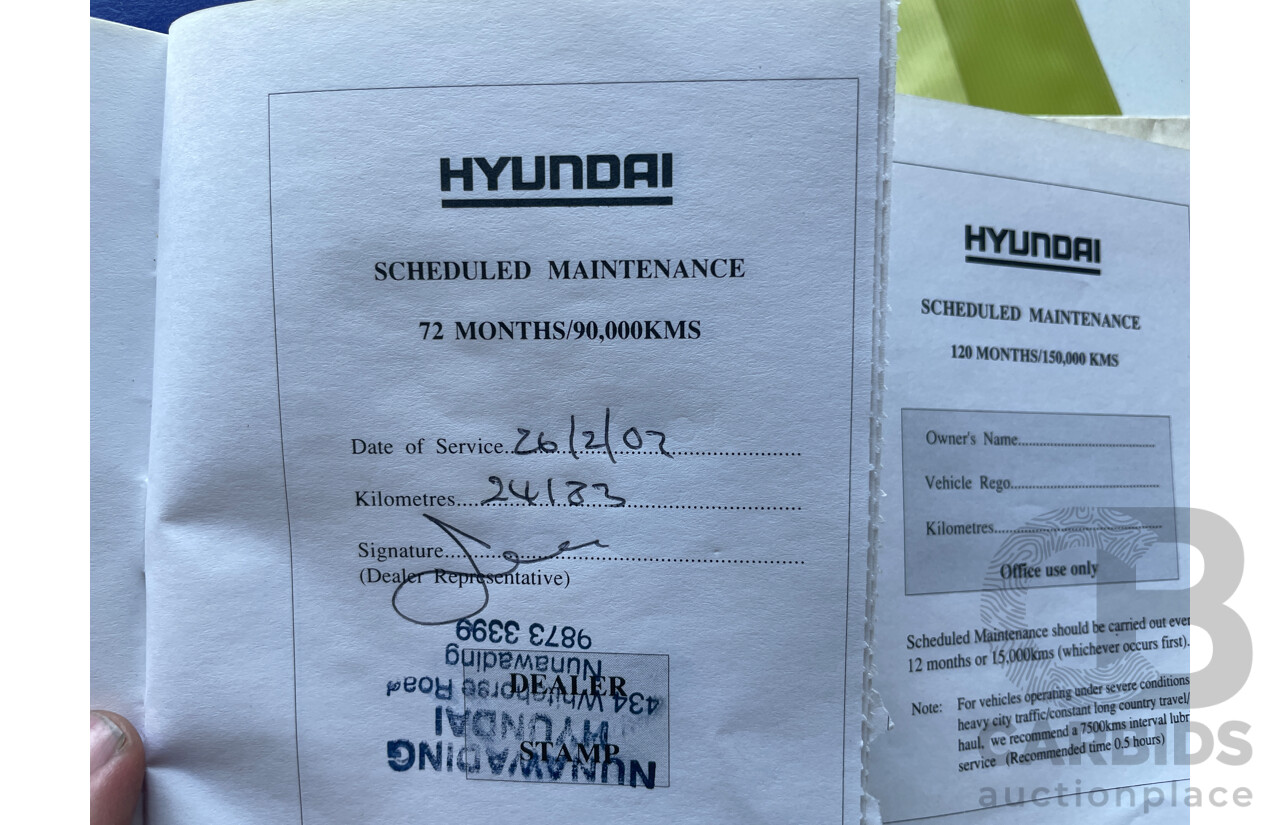 HYUNDAI
SCHEDULED MAINTENANCE
72 MONTHS/90,000KMS
Date of Service 26/2/02
Kilometres 24183
Signature
(Dealer Representative)
9873 3399
Nunawading
434 Whitehorse Road
HYUNDAI
NUNAWADING
DEALER
STAMP
HYUNDAI
SCHEDULED MAINTENANCE
120 MONTHS/150,000 KMS
Owner's Name
Vehicle Rego
Kilometres
Office use only
Scheduled Maintenance should be carried out ever
12 months or 15,000kms (whichever occurs first).
Note: For vehicles operating under severe conditions
heavy city traffic/constant long country travel/
haul, we recommend a 7500kms interval lubr
service (Recommended time 0.5 hours)
CB
CARBIDS
auctionplace